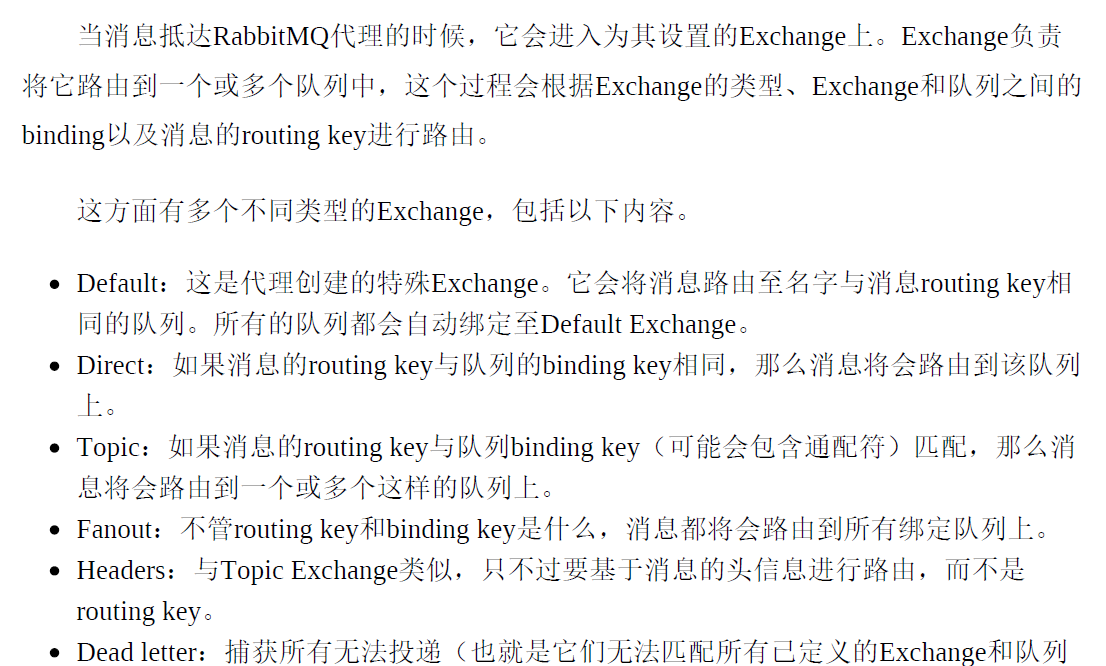 当消息抵达RabbitMQ代理的时候，它会进入为其设置的Exchange上。Exchange负责
将它路由到一个或多个队列中，这个过程会根据Exchange的类型、Exchange和队列之间的
binding以及消息的routing key进行路由。
这方面有多个不同类型的Exchange，包括以下内容。
• Default：这是代理创建的特殊Exchange。它会将消息路由至名字与消息routing key相
同的队列。所有的队列都会自动绑定至Default Exchange。
• Direct：如果消息的routing key与队列的binding key相同，那么消息将会路由到该队列
上。
• Topic：如果消息的routing key与队列binding key（可能会包含通配符）匹配，那么消
息将会路由到一个或多个这样的队列上。
• Fanout：不管routing key和binding key是什么，消息都将会路由到所有绑定队列上。
• Headers：与Topic Exchange类似，只不过要基于消息的头信息进行路由，而不是
routing key。
• Dead letter：捕获所有无法投递（也就是它们无法匹配所有已定义的Exchange和队列